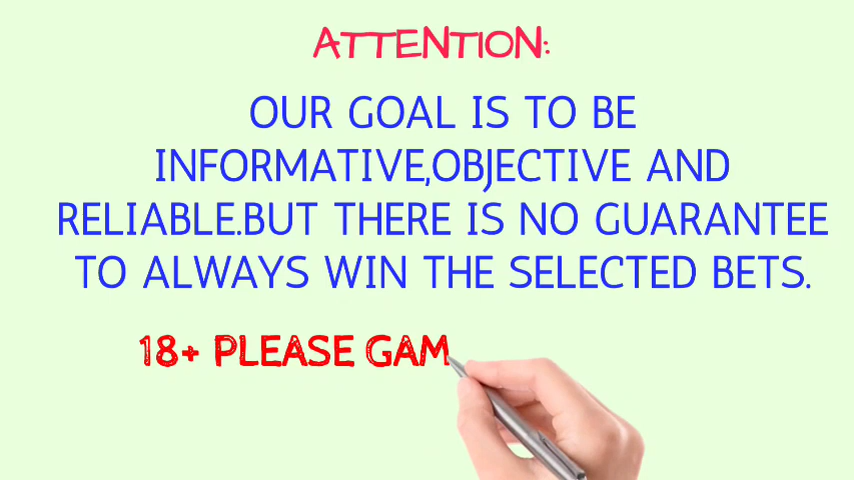 ATTENTION:
OUR GOAL IS TO BE
INFORMATIVE,OBJECTIVE AND
RELIABLE.BUT THERE IS NO GUARANTEE
TO ALWAYS WIN THE SELECTED BETS.
18+ PLEASE GAM